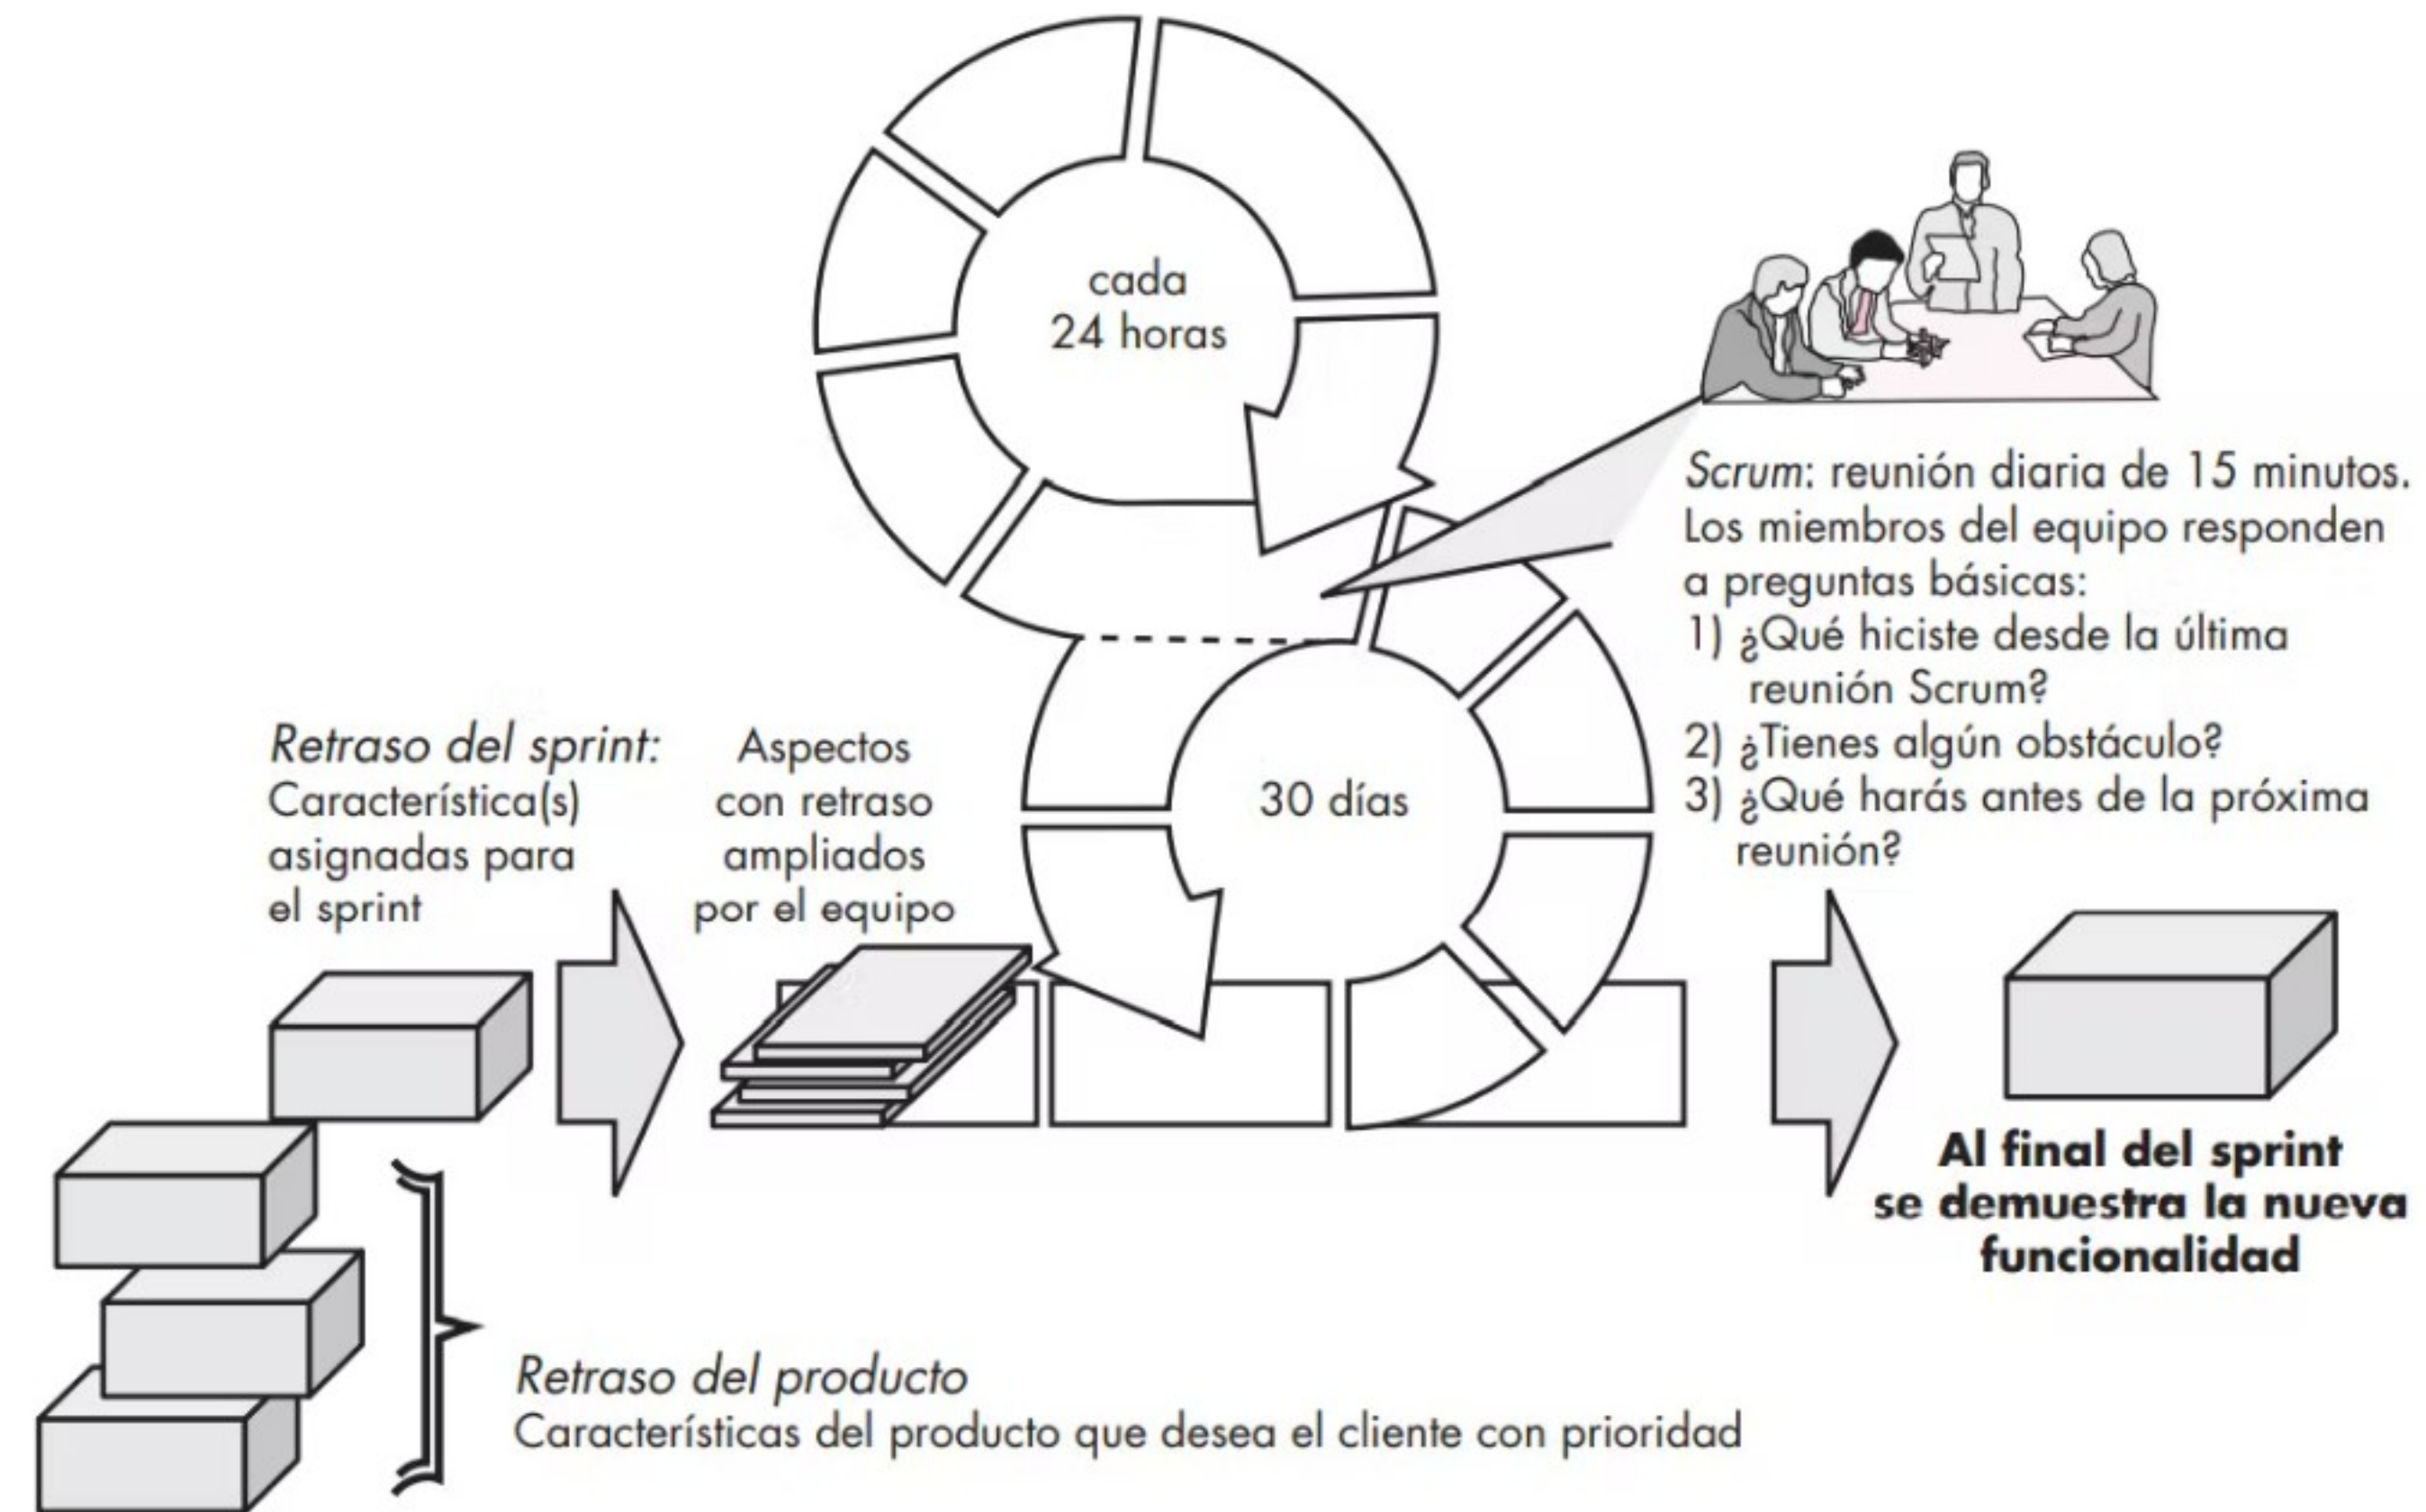 cada
24 horas
Scrum: reunión diaria de 15 minutos.
Los miembros del equipo responden
a preguntas básicas:
1) ¿Qué hiciste desde la última
reunión Scrum?
2) ¿Tienes algún obstáculo?
3) ¿Qué harás antes de la próxima
reunión?
30 días
Retraso del sprint:
Característica(s)
asignadas para
el sprint
Aspectos
con retraso
ampliados
por el equipo
Al final del sprint
se demuestra la nueva
funcionalidad
Retraso del producto
Características del producto que desea el cliente con prioridad